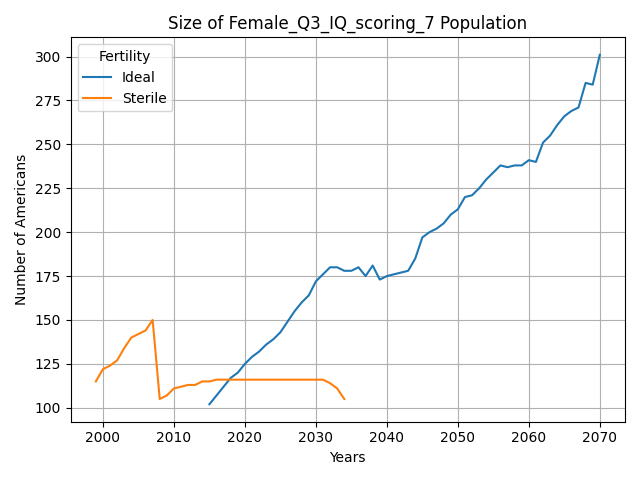 Size of Female_Q3_IQ_scoring_7 Population
Fertility
Ideal
Sterile
Number of Americans
300
275
250
225
200
175
150
125
100
2000 2010 2020 2030 2040 2050 2060 2070
Years